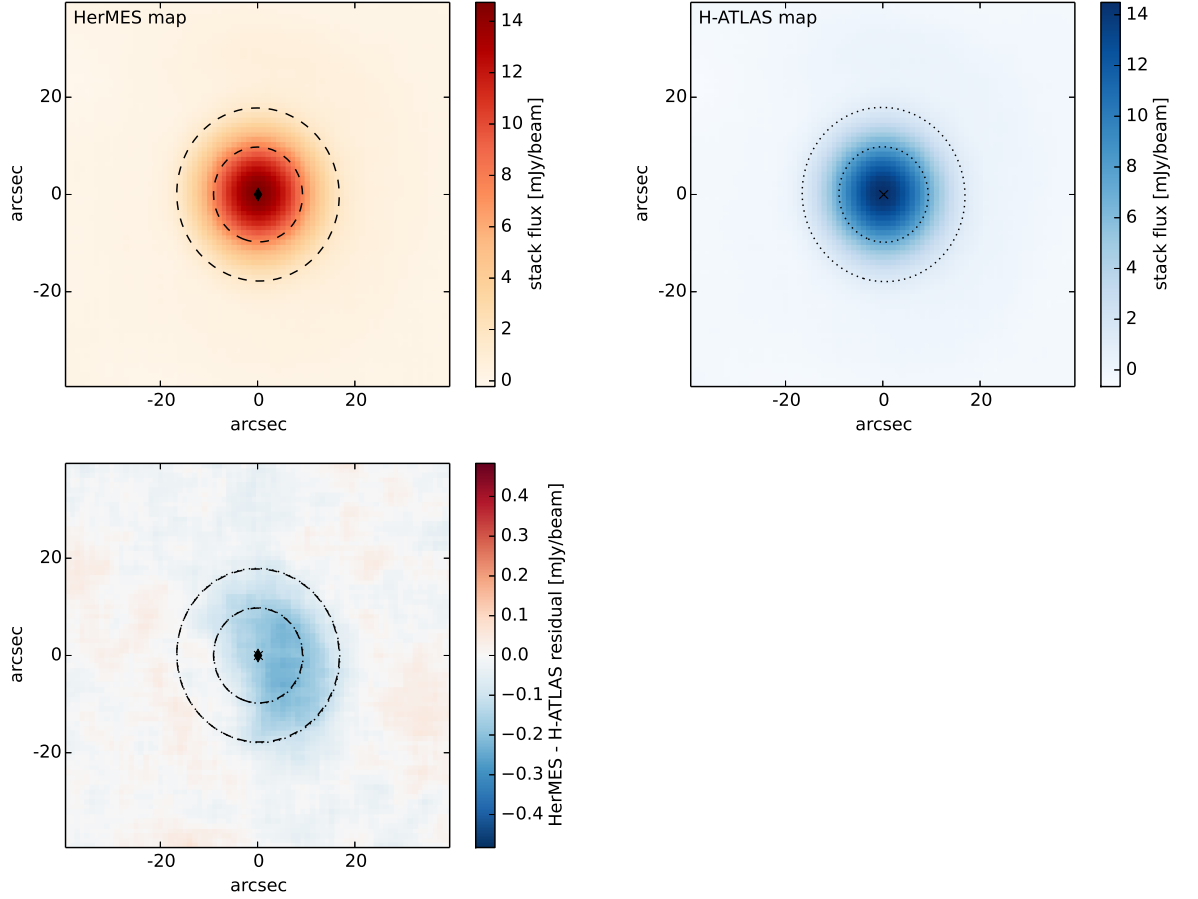 HerMES map
20
0
-20
arcsec
-20 0 20
arcsec
14
12
10
8
6
4
2
0
stack flux [mJy/beam]
H-ATLAS map
20
0
-20
arcsec
-20 0 20
arcsec
14
12
10
8
6
4
2
0
stack flux [mJy/beam]
20
0
-20
arcsec
-20 0 20
arcsec
0.4
0.3
0.2
0.1
0.0
−0.1
−0.2
−0.3
−0.4
HerMES - H-ATLAS residual [mJy/beam]